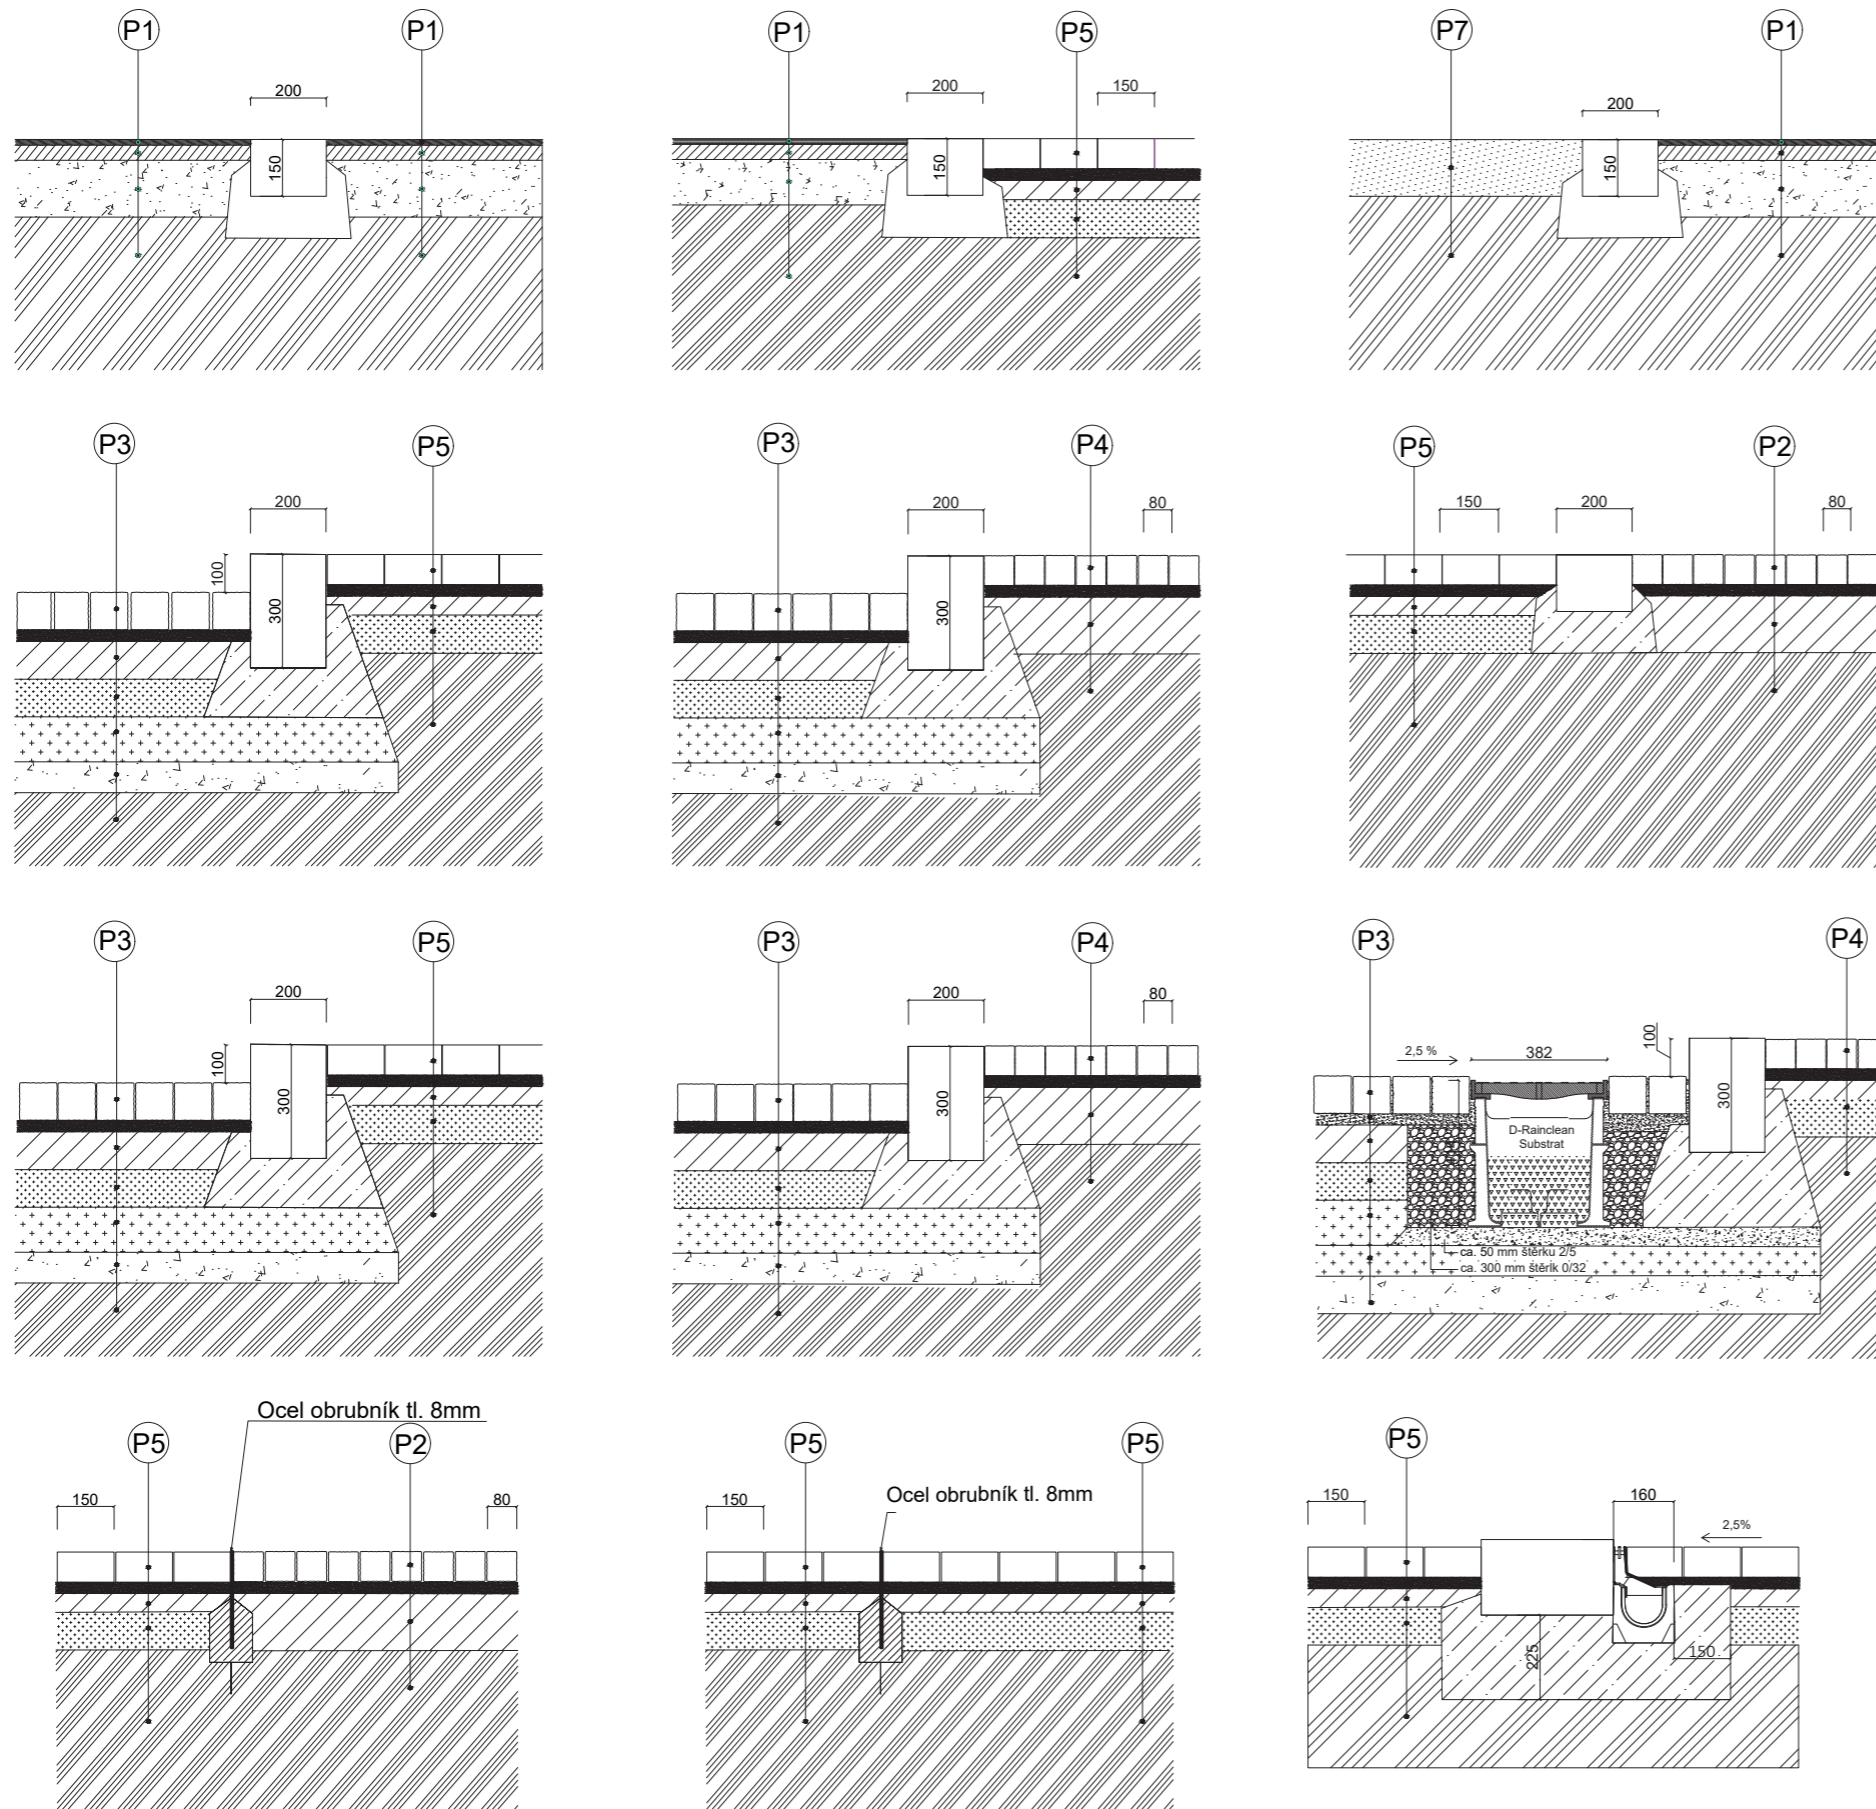 P1
P1
200
150
P1
P5
200
150
150
P7
P1
200
150
P3
P5
200
100
300
P3
P4
200
80
300
P5
P2
150
200
80
P3
P5
200
100
300
P3
P4
200
80
300
P3
P4
2,5 %
382
100
300
D-Rainclean
Substrat
ca. 50 mm štěrku 2/5
ca. 300 mm štěrik 0/32
Ocel obrubník tl. 8mm
P5
P2
150
80
P5
P5
150
Ocel obrubník tl. 8mm
P5
150
160
2,5%
225
150